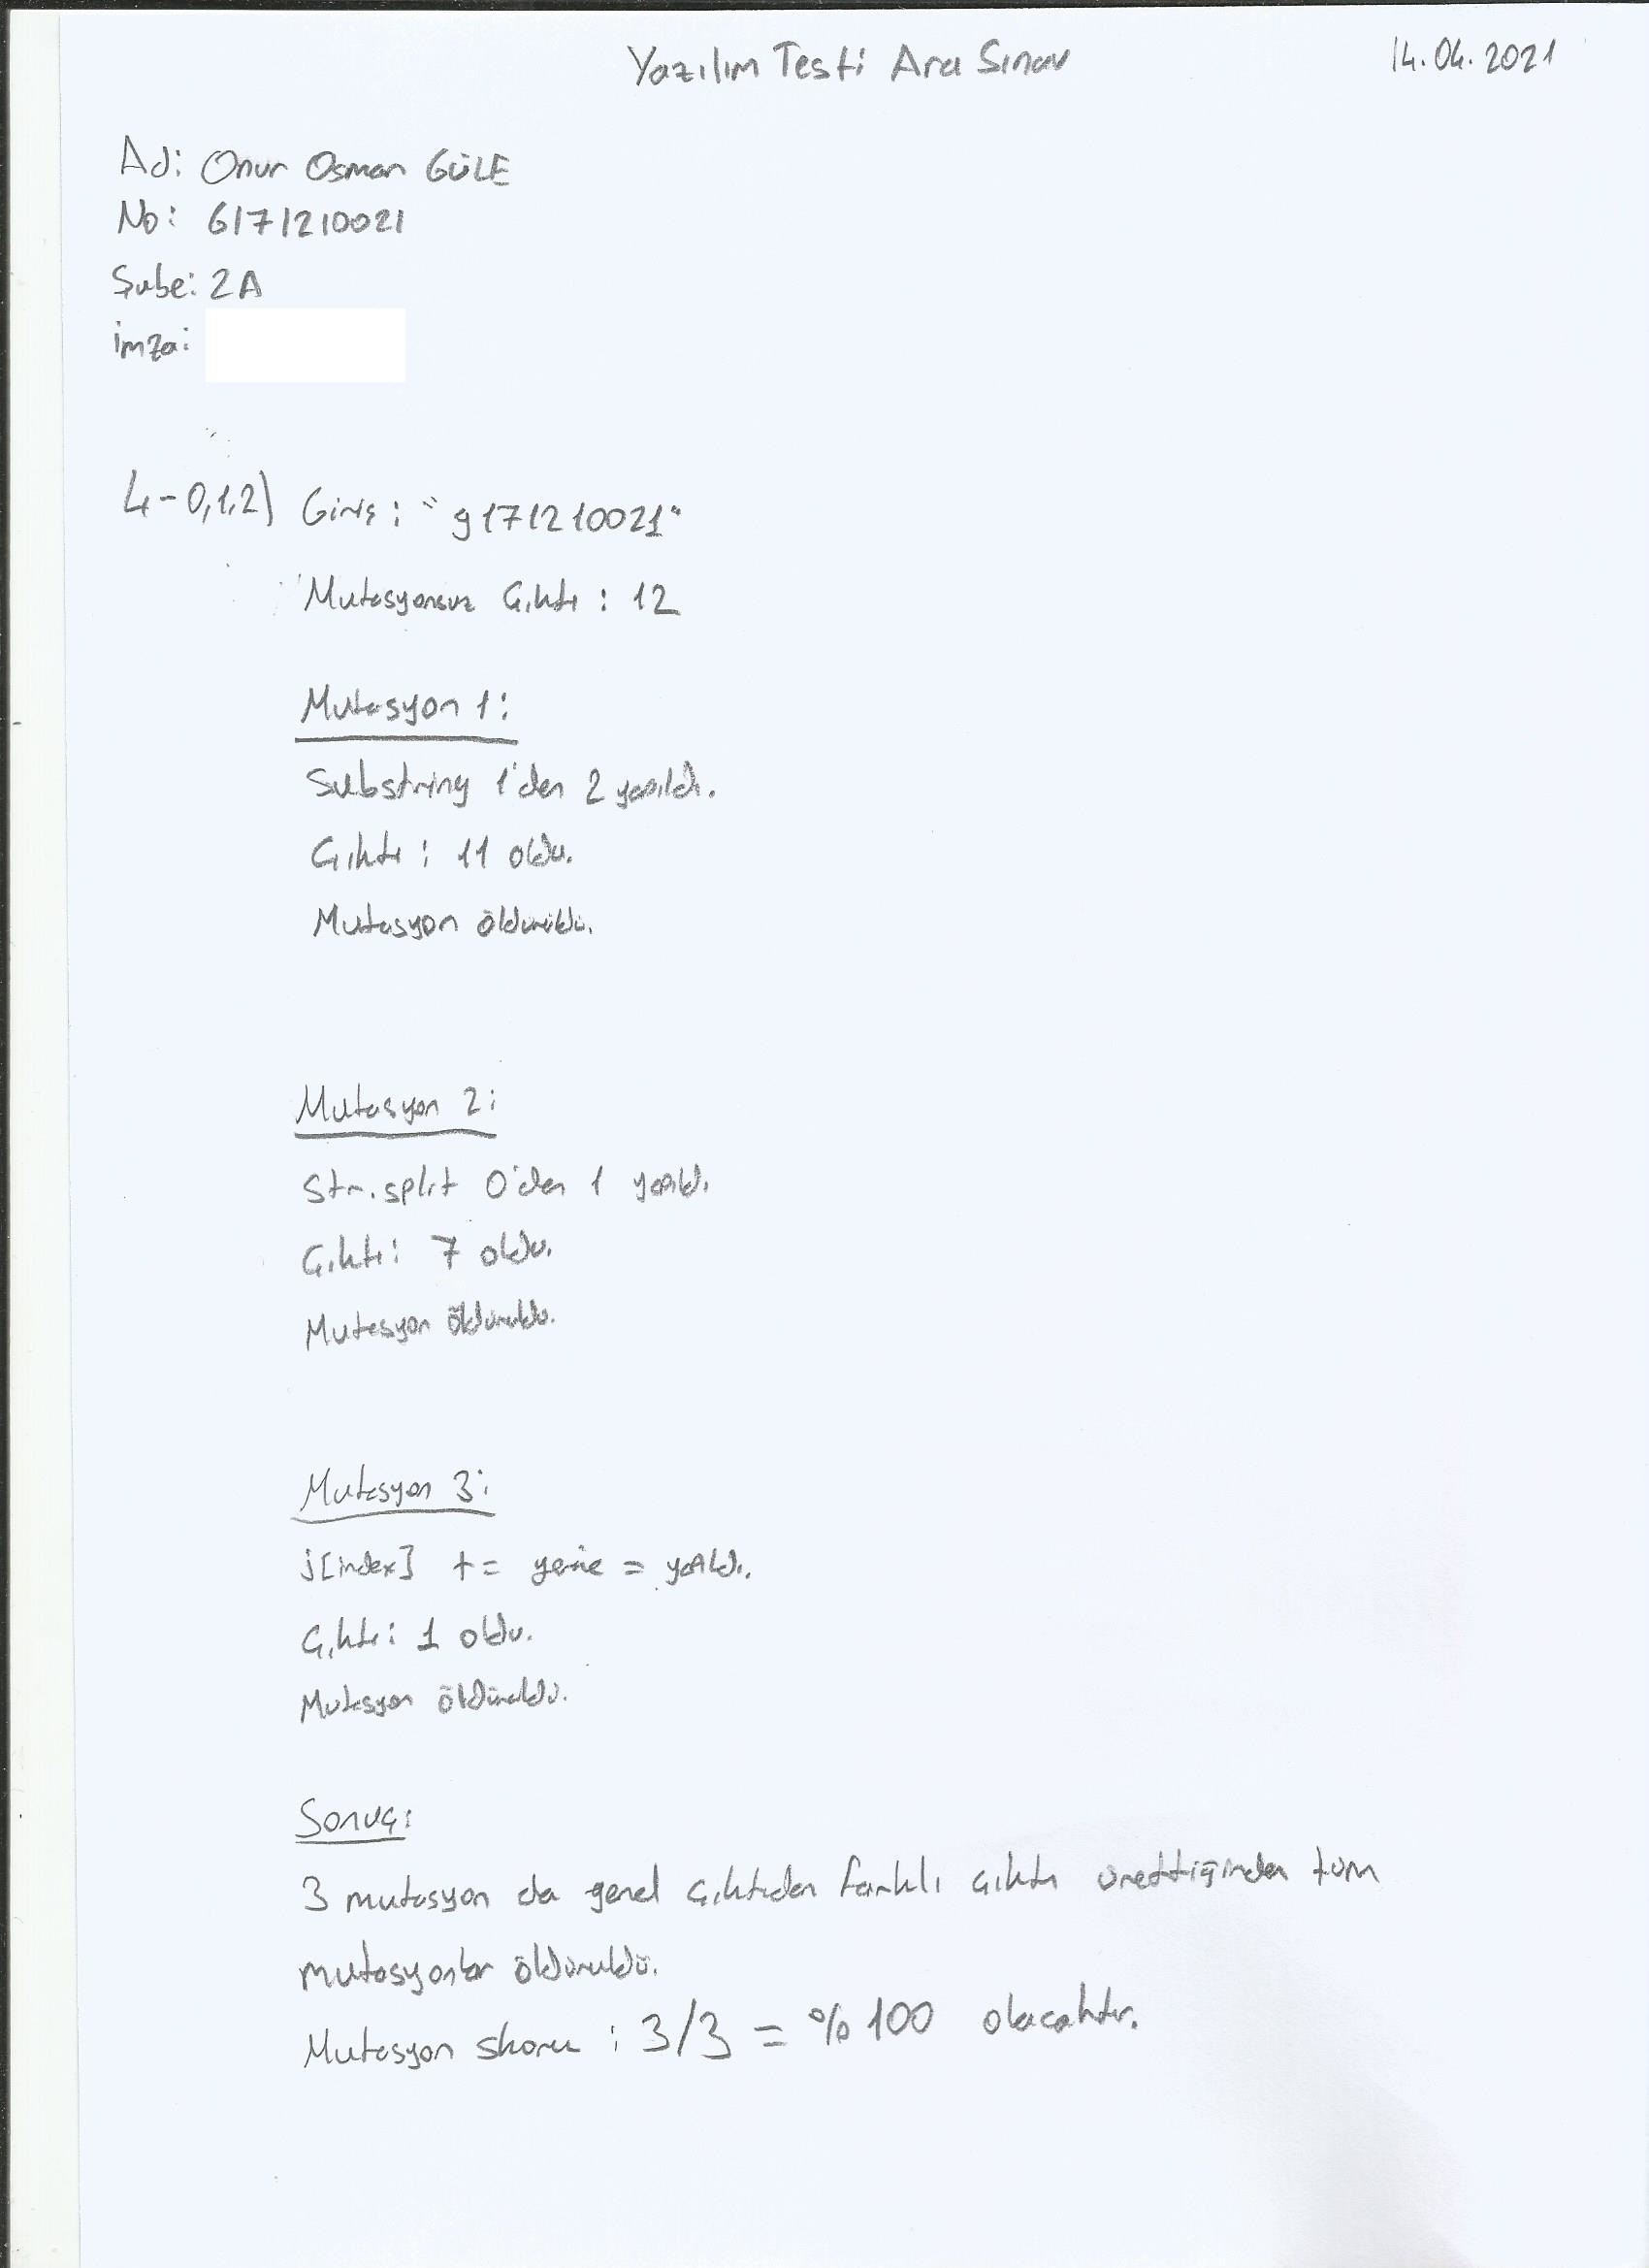 Yazılım Testi Ara Sınav 14.04.2021
Ad: Onur Osman GÜLE
No: G171210021
Şube: 2A
İmza:
4-0,1,2) Giriş: "g171210021"
Mutasyonsuz Çıktı: 12
Mutasyon 1:
Substring 1'den 2 yapıldı.
Çıktı: 11 oldu.
Mutasyon öldürüldü.
Mutasyon 2:
Str.split 0'dan 1 yapıldı.
Çıktı: 7 oldu.
Mutasyon öldürüldü.
Mutasyon 3:
j[index] += yerine = yapıldı.
Çıktı: 1 oldu.
Mutasyon öldürüldü.
Sonuç:
3 mutasyon da genel çıktıdan farklı çıktı ürettiğinden tüm
mutasyonlar öldürüldü.
Mutasyon skoru: 3/3 = %100 olacaktır.